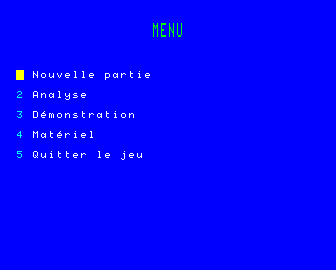 MENU
Nouvelle partie
2 Analyse
3 Démonstration
4 Matériel
5 Quitter le jeu